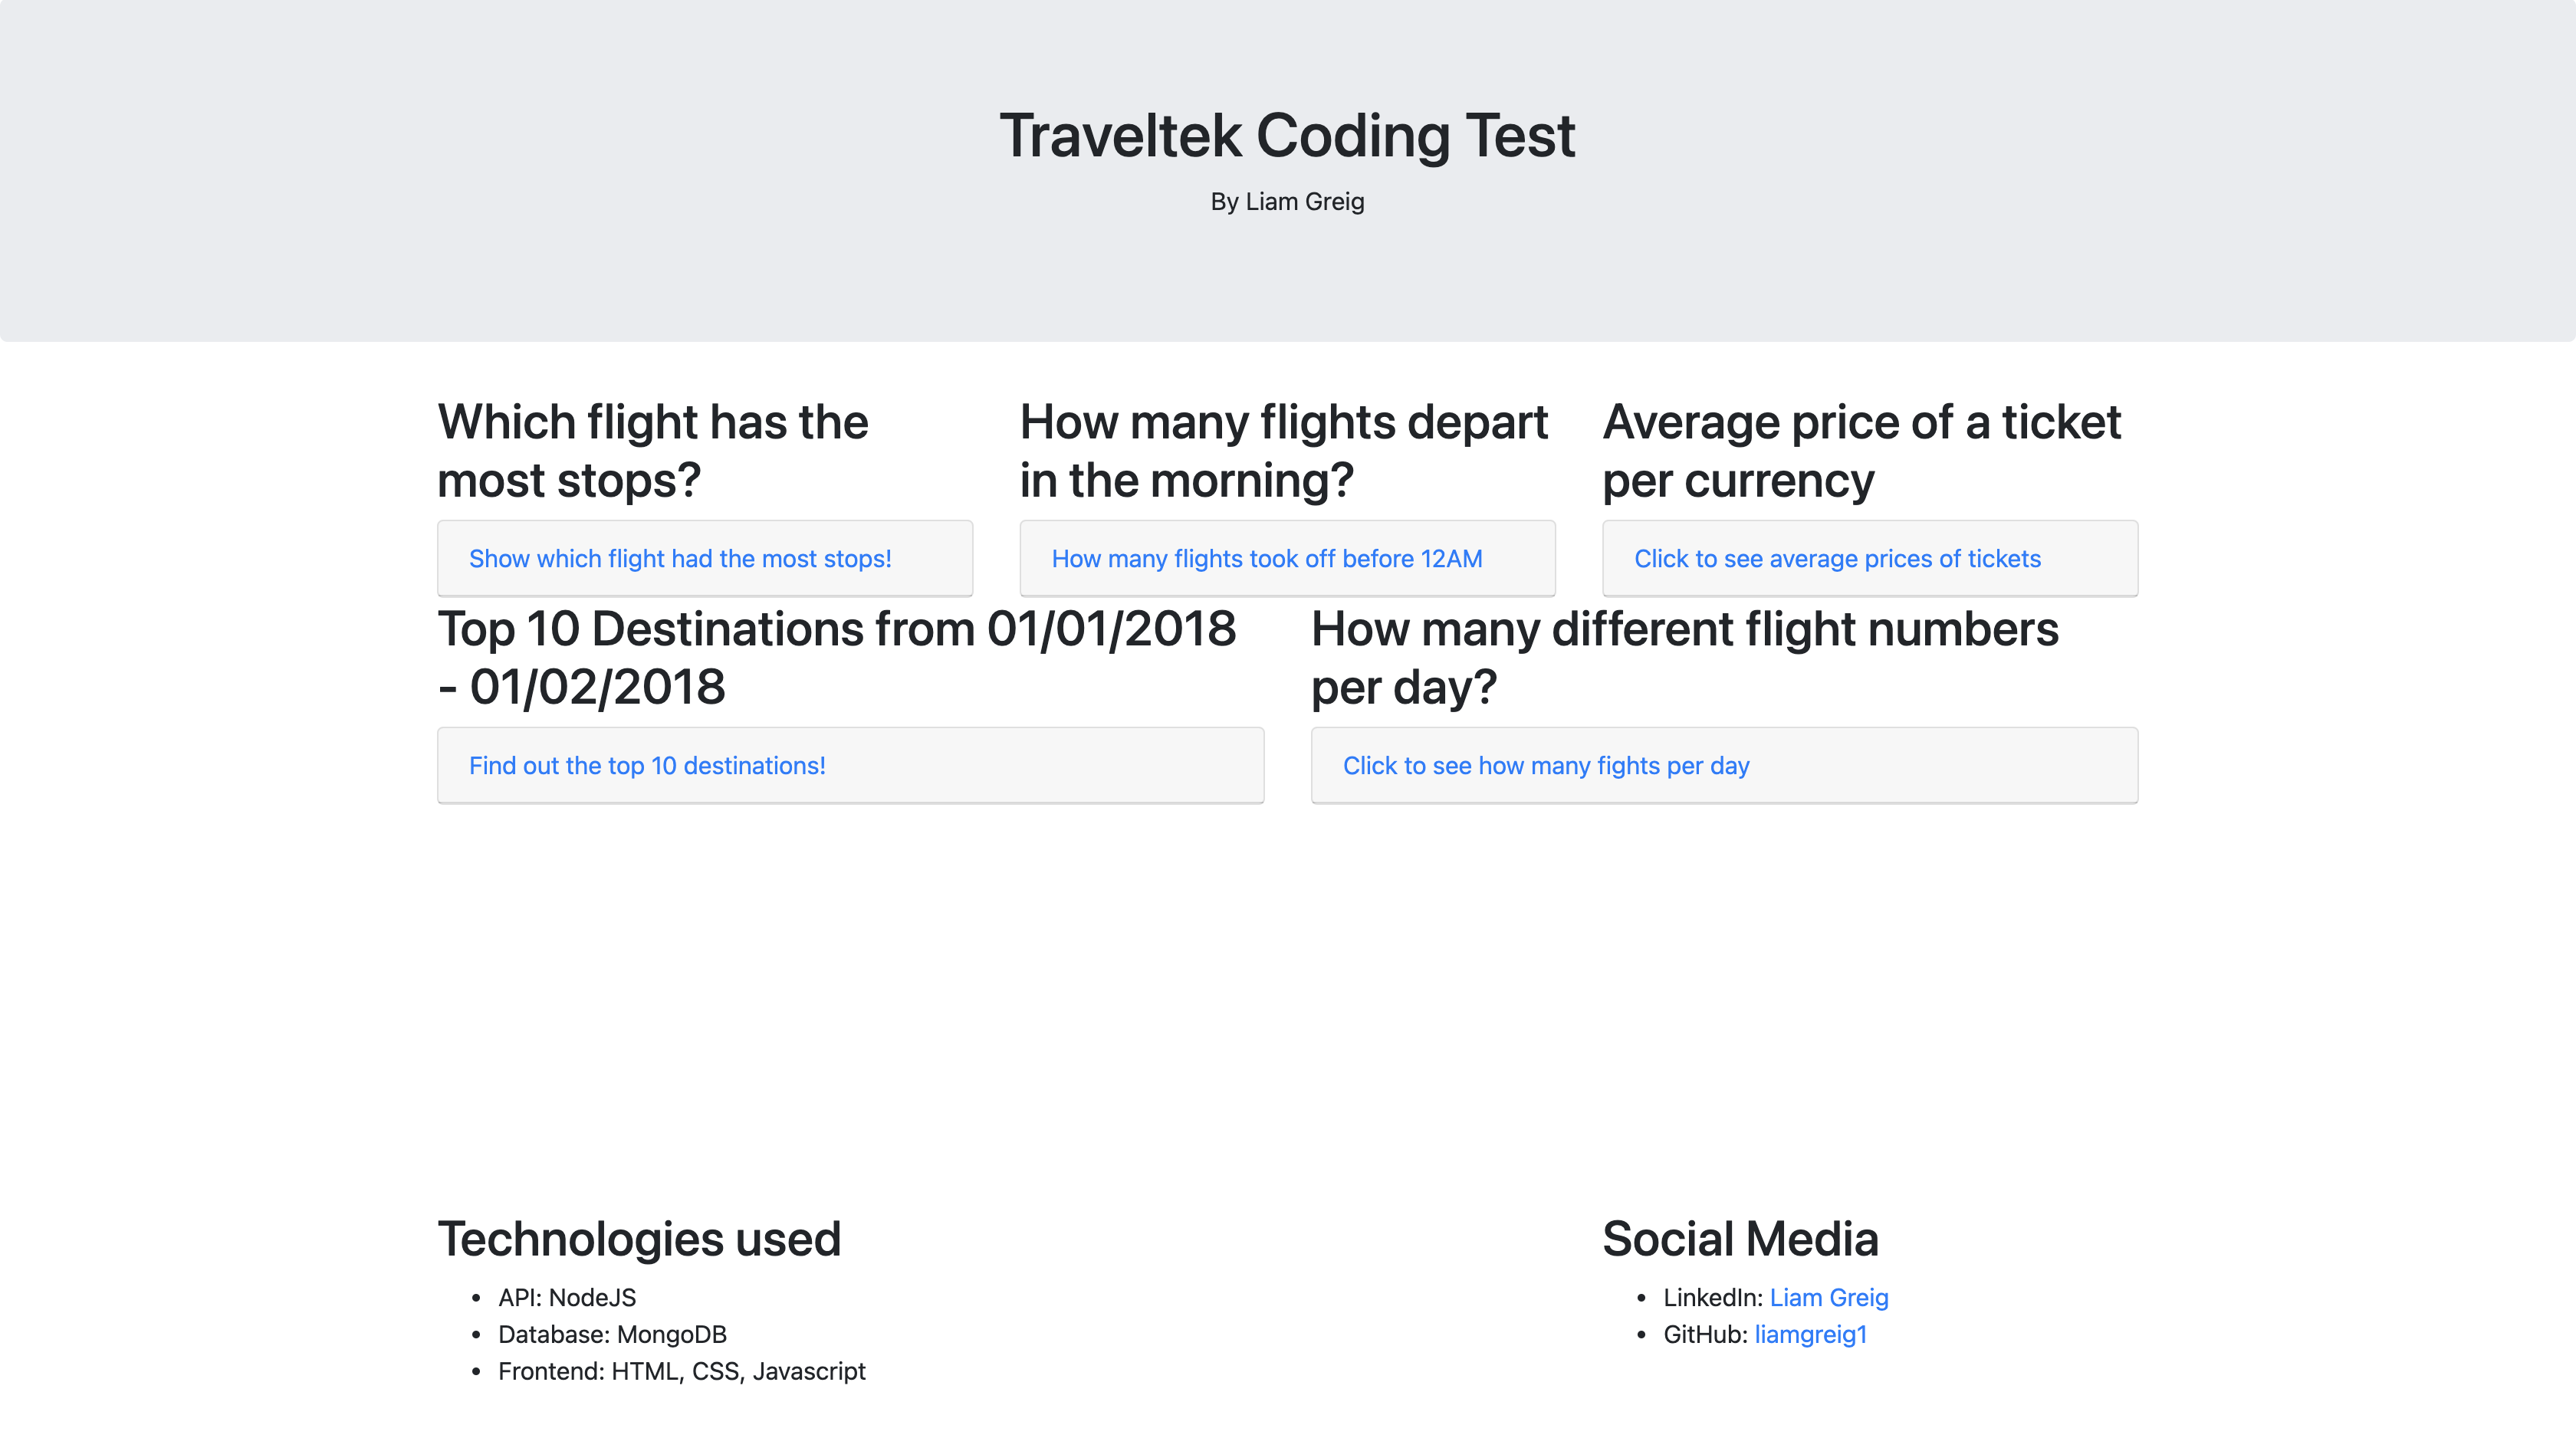 Traveltek Coding Test
By Liam Greig
Which flight has the
most stops?
Show which flight had the most stops!
How many flights depart
in the morning?
How many flights took off before 12AM
Average price of a ticket
per currency
Click to see average prices of tickets
Top 10 Destinations from 01/01/2018
- 01/02/2018
Find out the top 10 destinations!
How many different flight numbers
per day?
Click to see how many fights per day
Technologies used
• API: NodeJS
• Database: MongoDB
• Frontend: HTML, CSS, Javascript
Social Media
• LinkedIn: Liam Greig
• GitHub: liamgreig1